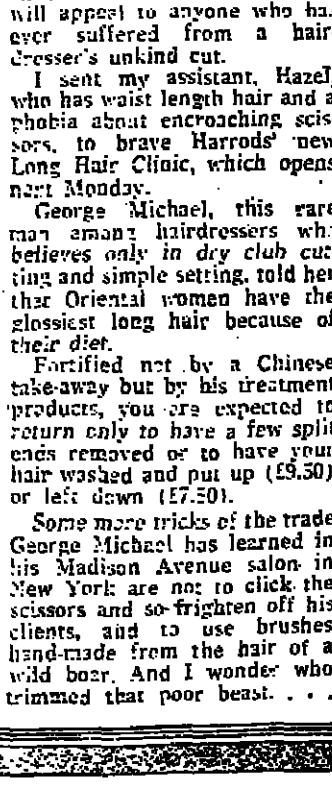 will appeal to anyone who ha
ever suffered from a hair
dresser's unkind cut.
I sent my assistant, Hazel
who has waist length hair and a
phobia about encroaching scis
sors, to brave Harrods' new
Long Hair Clinic, which opens
next Monday.
George Michael, this rare
man among hairdressers wh
believes only in dry club cut
ting and simple setting, told her
that Oriental women have the
glossiest long hair because of
their diet.
Fortified not by a Chinese
take-away but by his treatment
products, you are expected to
return only to have a few split
ends removed or to have your
hair washed and put up (£9.50)
or left down (£7.50).
Some more tricks of the trade
George Michael has learned in
his Madison Avenue salon in
New York are not to click the
scissors and so frighten off his
clients, and to use brushes
hand-made from the hair of a
wild boar. And I wonder who
trimmed that poor beast. . . .